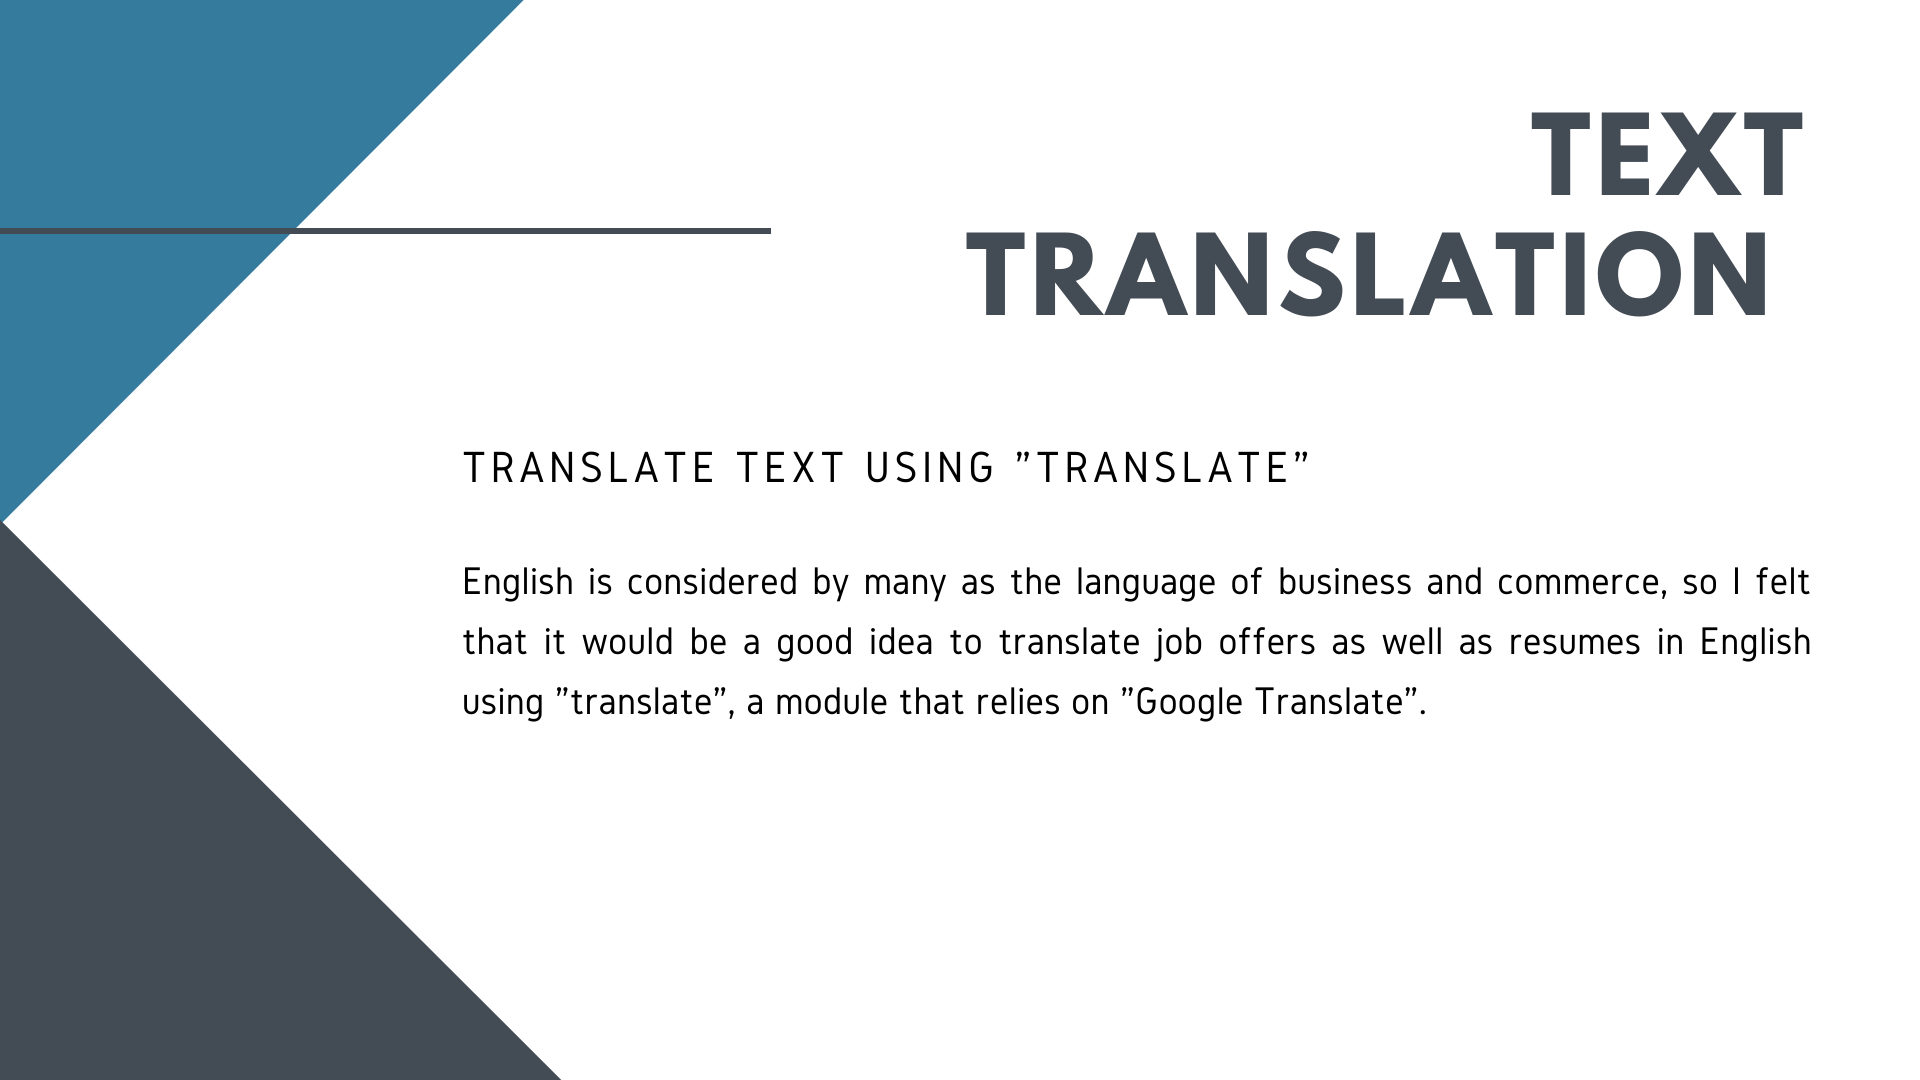 TEXT
TRANSLATION
TRANSLATE TEXT USING ”TRANSLATE”
English is considered by many as the language of business and commerce, so I felt
that it would be a good idea to translate job offers as well as resumes in English
using ”translate”, a module that relies on ”Google Translate”.